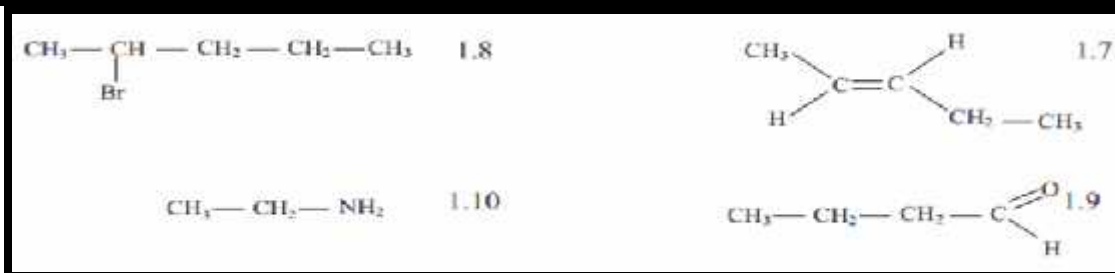 CH₃—CH—CH₂—CH₂—CH₃ 1.8
Br
CH₃ H 1.7
C=C
H CH₂—CH₃
CH₃—CH₂—NH₂ 1.10
CH₃—CH₂—CH₂—C O 1.9
H